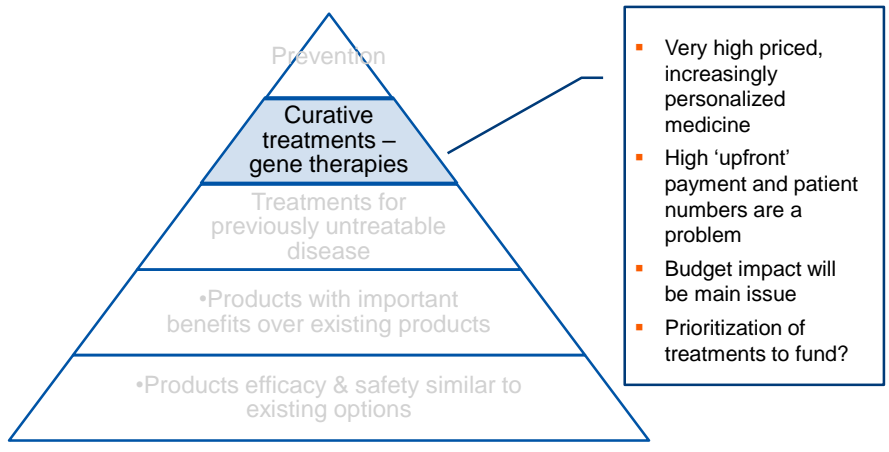 Prevention
Curative
treatments –
gene therapies
Treatments for
previously untreatable
disease
•Products with important
benefits over existing products
•Products efficacy & safety similar to
existing options
▪ Very high priced,
increasingly
personalized
medicine
▪ High ‘upfront’
payment and patient
numbers are a
problem
▪ Budget impact will
be main issue
▪ Prioritization of
treatments to fund?